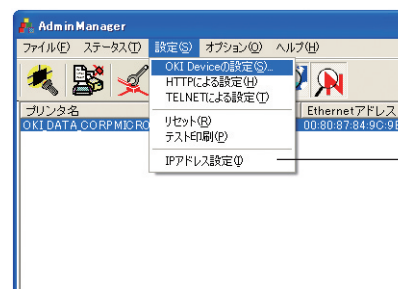 AdminManager
ファイル(F) ステータス(T) 設定(S) オプション(O) ヘルプ(H)
OKI Deviceの設定(S)...
HTTPによる設定(H)
TELNETによる設定(T)
リセット(R)
テスト印刷(P)
IPアドレス設定(I)
プリンタ名 Ethernetアドレス
OKI DATA CORPMICRO 00:80:87:84:9C:9B